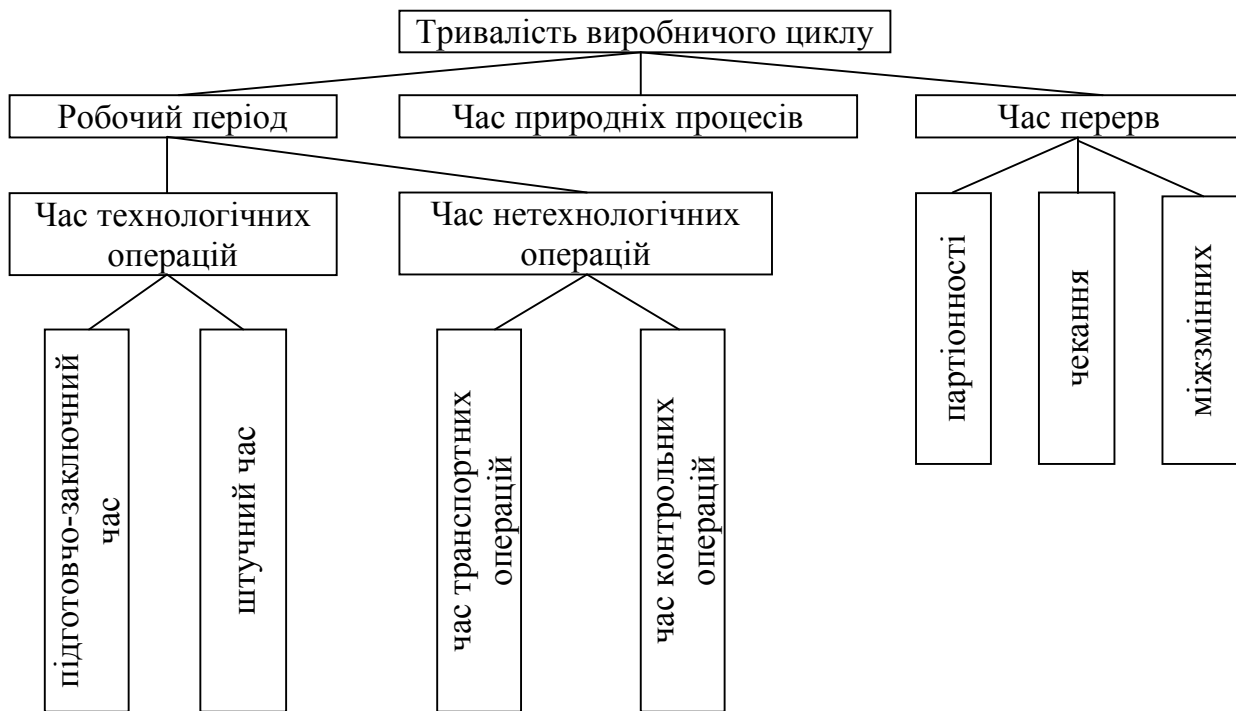 Тривалість виробничого циклу
Робочий період
Час природніх процесів
Час перерв
Час технологічних
операцій
Час нетехнологічних
операцій
партіонності
чекання
міжзмінних
підготовчо-заключний
час
штучний час
час транспортних
операцій
час контрольних
операцій